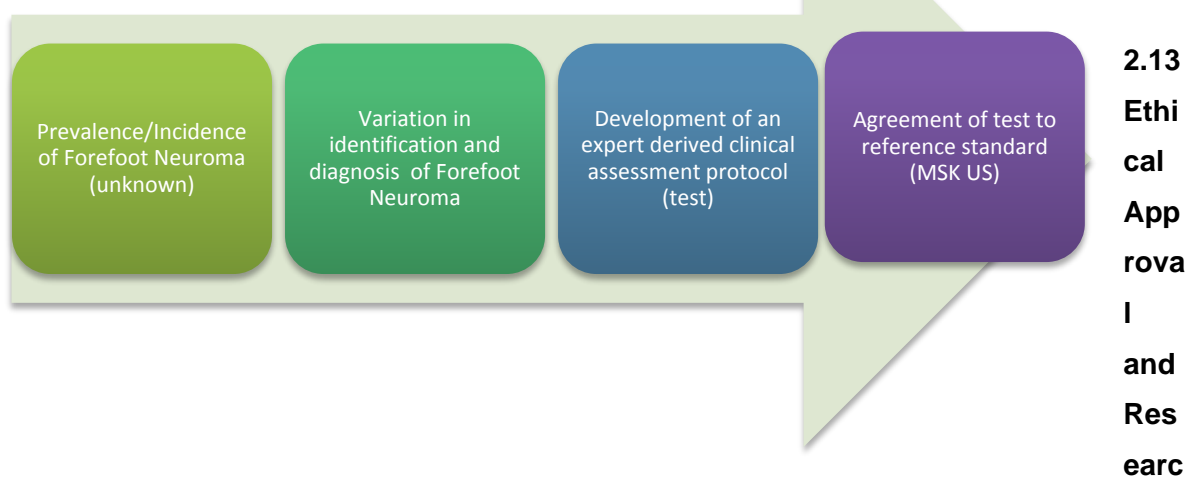 Prevalence/Incidence
of Forefoot Neuroma
(unknown)
Variation in
identification and
diagnosis of Forefoot
Neuroma
Development of an
expert derived clinical
assessment protocol
(test)
Agreement of test to
reference standard
(MSK US)
2.13
Ethi
cal
App
rova
l
and
Res
earc